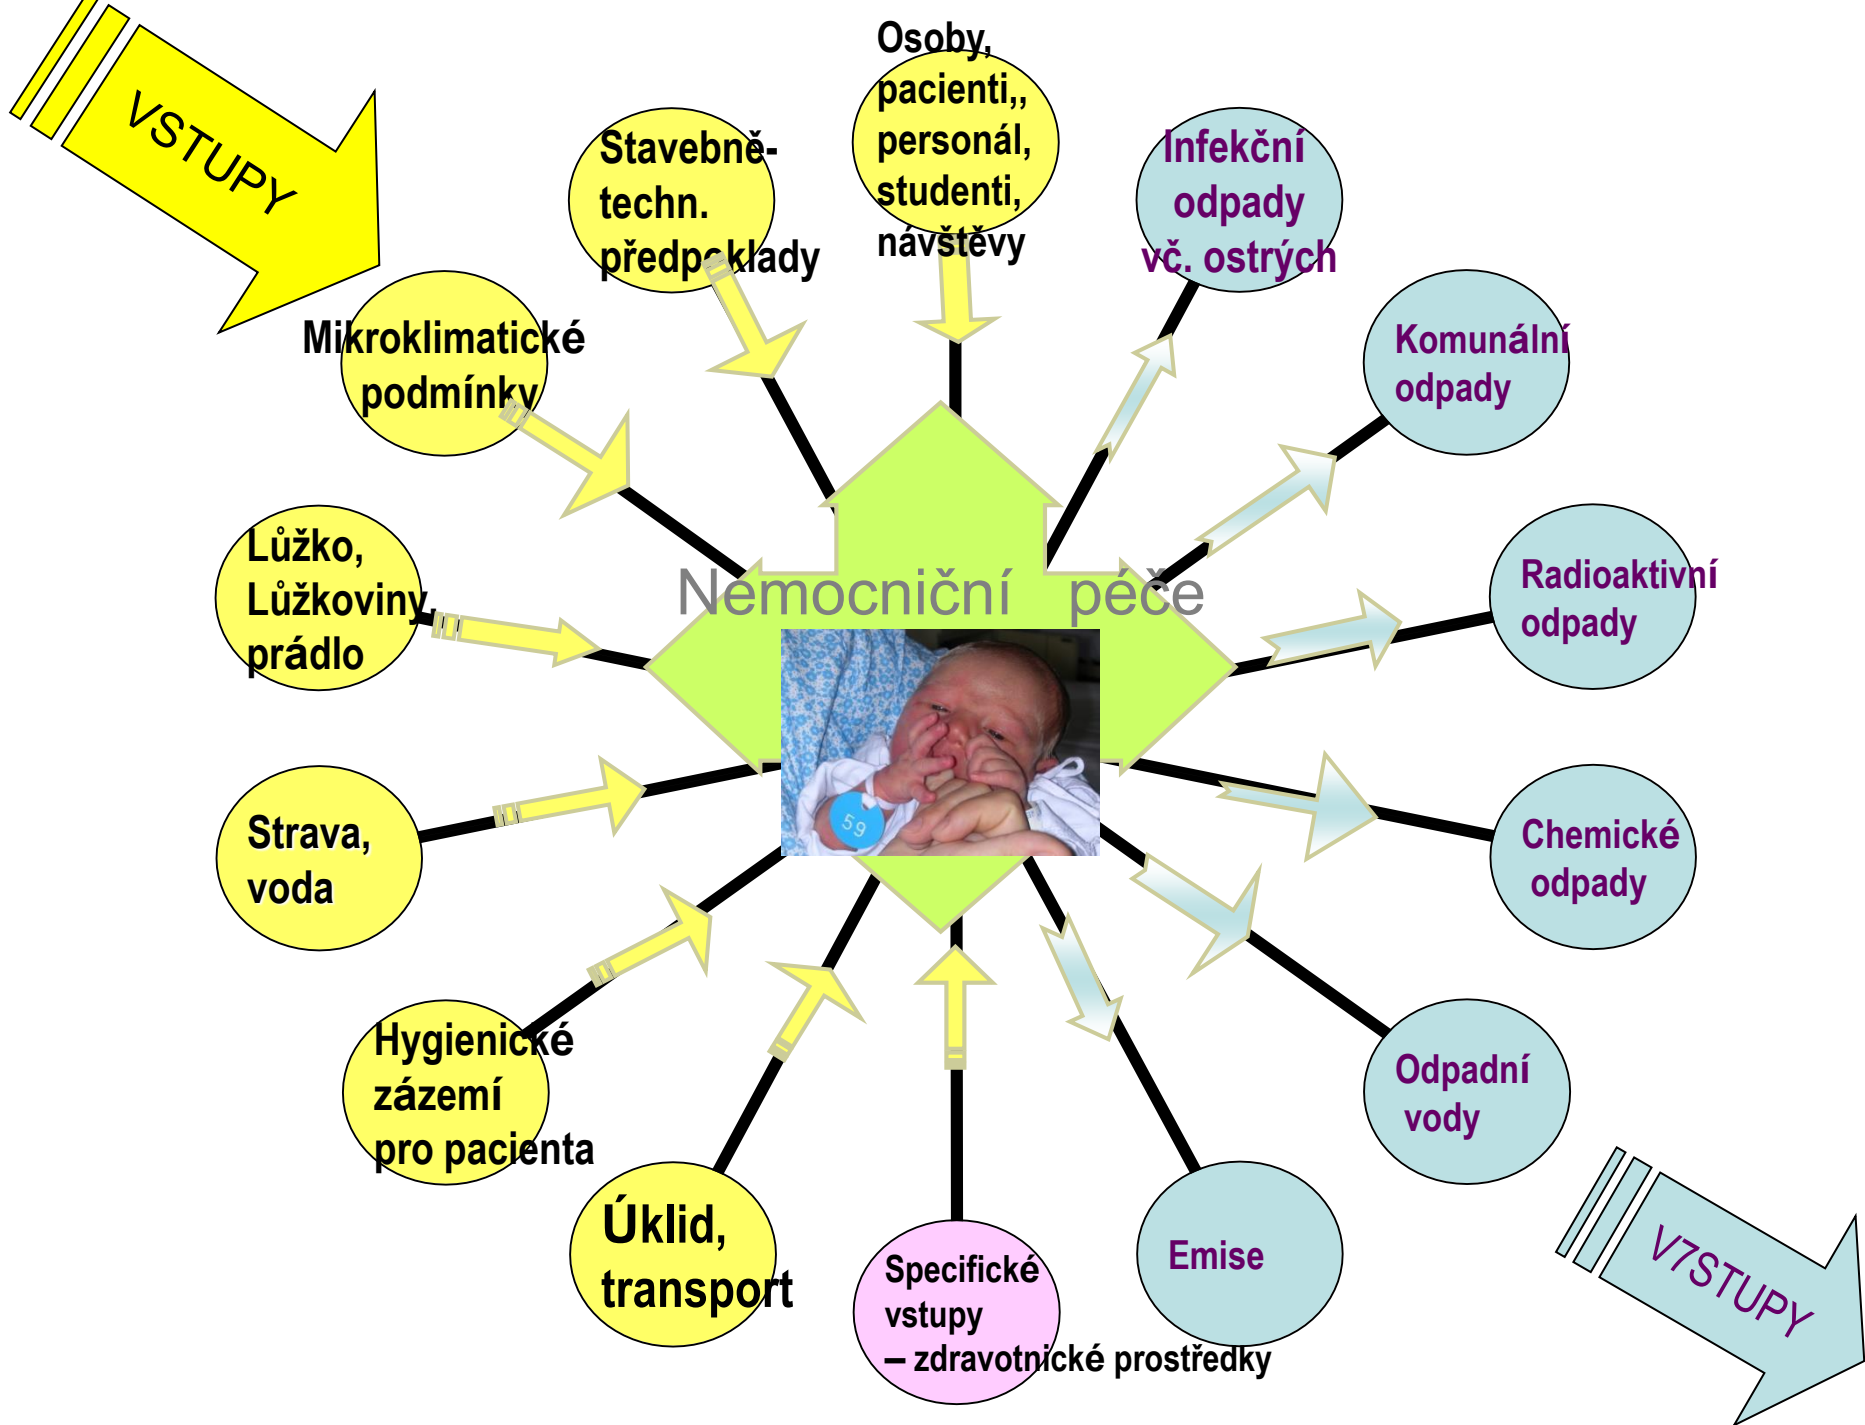 VSTUPY
Osoby,
pacienti,,
personál,
studenti,
návštěvy
Stavebně-
techn.
předpoklady
Infekční
odpady
vč. ostrých
Mikroklimatické
podmínky
Komunální
odpady
Lůžko,
Lůžkoviny,
prádlo
Radioaktivní
odpady
Nemocniční péče
59
Strava,
voda
Chemické
odpady
Hygienické
zázemí
pro pacienta
Odpadní
vody
Úklid,
transport
Specifické
vstupy
– zdravotnické prostředky
Emise
V7STUPY